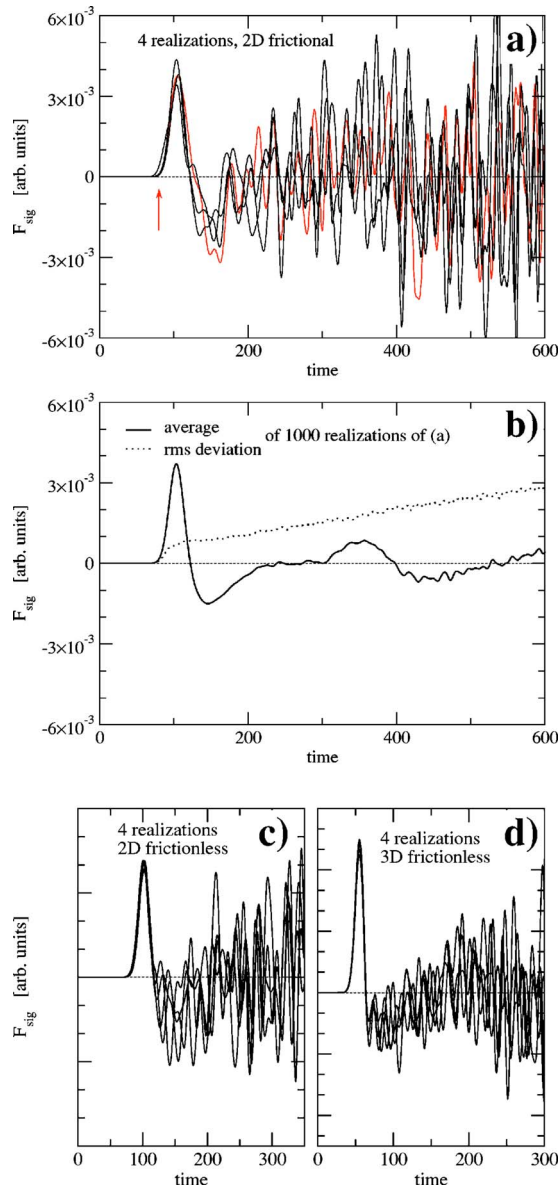 a)
4 realizations, 2D frictional
6×10⁻³
3×10⁻³
0
-3×10⁻³
-6×10⁻³
F_sig [arb. units]
0 200 400 600
time
b)
average
rms deviation
of 1000 realizations of (a)
6×10⁻³
3×10⁻³
0
-3×10⁻³
-6×10⁻³
F_sig [arb. units]
0 200 400 600
time
c)
4 realizations
2D frictionless
F_sig [arb. units]
0 100 200 300
time
d)
4 realizations
3D frictionless
0 100 200 300
time